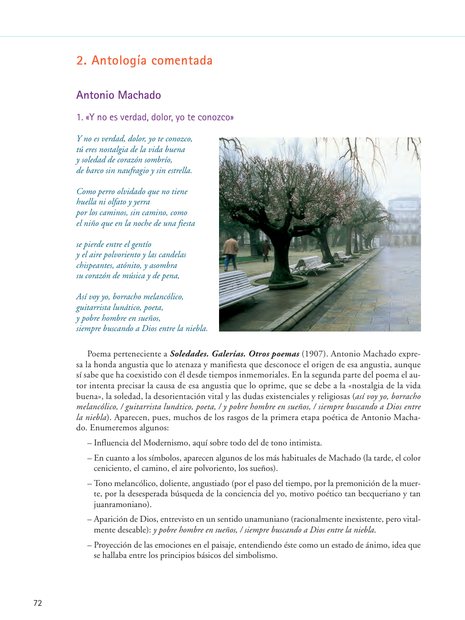 2. Antología comentada
Antonio Machado
1. «Y no es verdad, dolor, yo te conozco»
Y no es verdad, dolor, yo te conozco,
tú eres nostalgia de la vida buena
y soledad de corazón sombrío,
de barco sin naufragio y sin estrella.
Como perro olvidado que no tiene
huella ni olfato y yerra
por los caminos, sin camino, como
el niño que en la noche de una fiesta
se pierde entre el gentío
y el aire polvoriento y las candelas
chispeantes, atónito, y asombra
su corazón de música y de pena,
Así voy yo, borracho melancólico,
guitarrista lunático, poeta,
y pobre hombre en sueños,
siempre buscando a Dios entre la niebla.
Poema perteneciente a Soledades. Galerías. Otros poemas (1907). Antonio Machado expre-
sa la honda angustia que lo atenaza y manifiesta que desconoce el origen de esa angustia, aunque
sí sabe que ha coexistido con él desde tiempos inmemoriales. En la segunda parte del poema el au-
tor intenta precisar la causa de esa angustia que lo oprime, que se debe a la «nostalgia de la vida
buena», la soledad, la desorientación vital y las dudas existenciales y religiosas (así voy yo, borracho
melancólico, / guitarrista lunático, poeta, / y pobre hombre en sueños, / siempre buscando a Dios entre
la niebla). Aparecen, pues, muchos de los rasgos de la primera etapa poética de Antonio Macha-
do. Enumeremos algunos:
– Influencia del Modernismo, aquí sobre todo del de tono intimista.
– En cuanto a los símbolos, aparecen algunos de los más habituales de Machado (la tarde, el color
ceniciento, el camino, el aire polvoriento, los sueños).
– Tono melancólico, doliente, angustiado (por el paso del tiempo, por la premonición de la muer-
te, por la desesperada búsqueda de la conciencia del yo, motivo poético tan becqueriano y tan
juanramoniano).
– Aparición de Dios, entrevisto en un sentido unamuniano (racionalmente inexistente, pero vital-
mente deseable): y pobre hombre en sueños, / siempre buscando a Dios entre la niebla.
– Proyección de las emociones en el paisaje, entendiendo éste como un estado de ánimo, idea que
se hallaba entre los principios básicos del simbolismo.
72